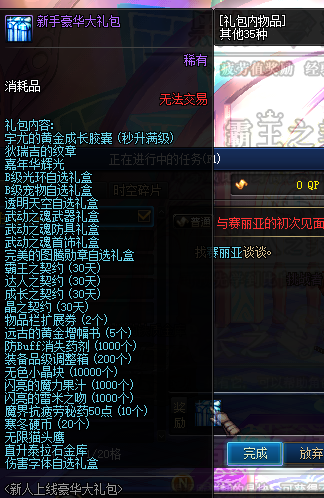 新手豪华大礼包
稀有
消耗品
无法交易
礼包内容:
宇尤的黄金成长胶囊(秒升满级)
狄瑞吉的纹章
嘉年华辉光
B级光环自选礼盒
B级宠物自选礼盒
透明天空自选礼盒
武动之魂武器礼盒
武动之魂防具礼盒
武动之魂首饰礼盒
完美的图腾勋章自选礼盒
霸王之契约(30天)
达人之契约(30天)
成长之契约(30天)
晶之契约(30天)
物品栏扩展券(2个)
远古的黄金增幅书(5个)
防Buff消失药剂(1000个)
装备品级调整箱(200个)
无色小晶块(10000个)
闪亮的魔力果汁(1000个)
闪亮的雷米之吻(1000个)
魔界抗疲劳秘药50点(10个)
寒冬硬币(20个)
无限猫头鹰
直升泰拉石金库
伤害字体自选礼盒
<新人上线豪华大礼包>
[礼包内物品]
其他35种
疲劳值奖励 经
霸王之契
正在进行中的任务(F1)
时空碎片
0 QP
普通
与赛丽亚的初次见面
找赛丽亚谈谈。
奖励
/20格
完成
放弃